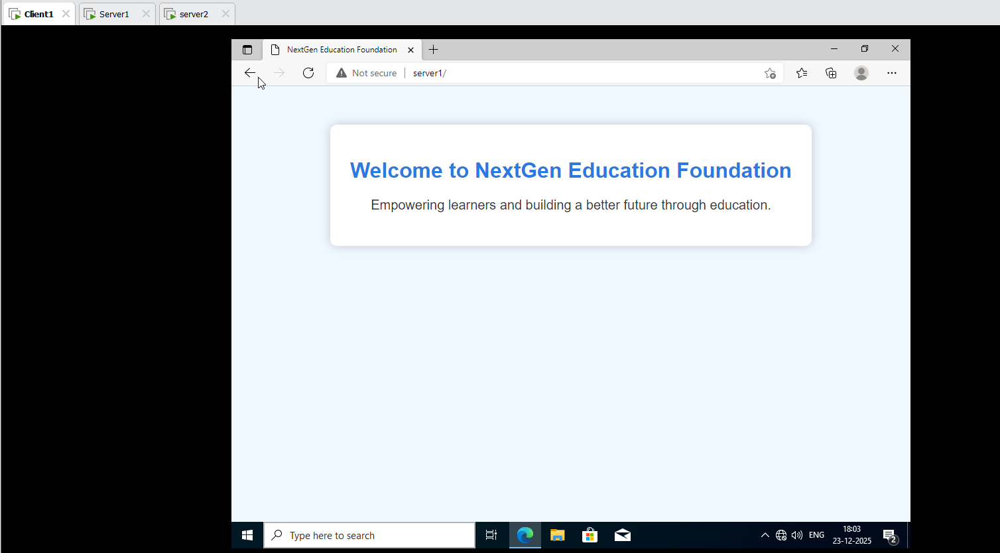 Client1
Server1
server2
NextGen Education Foundation
Not secure
server1/
Welcome to NextGen Education Foundation
Empowering learners and building a better future through education.
Type here to search
ENG
18:03
23-12-2025
2